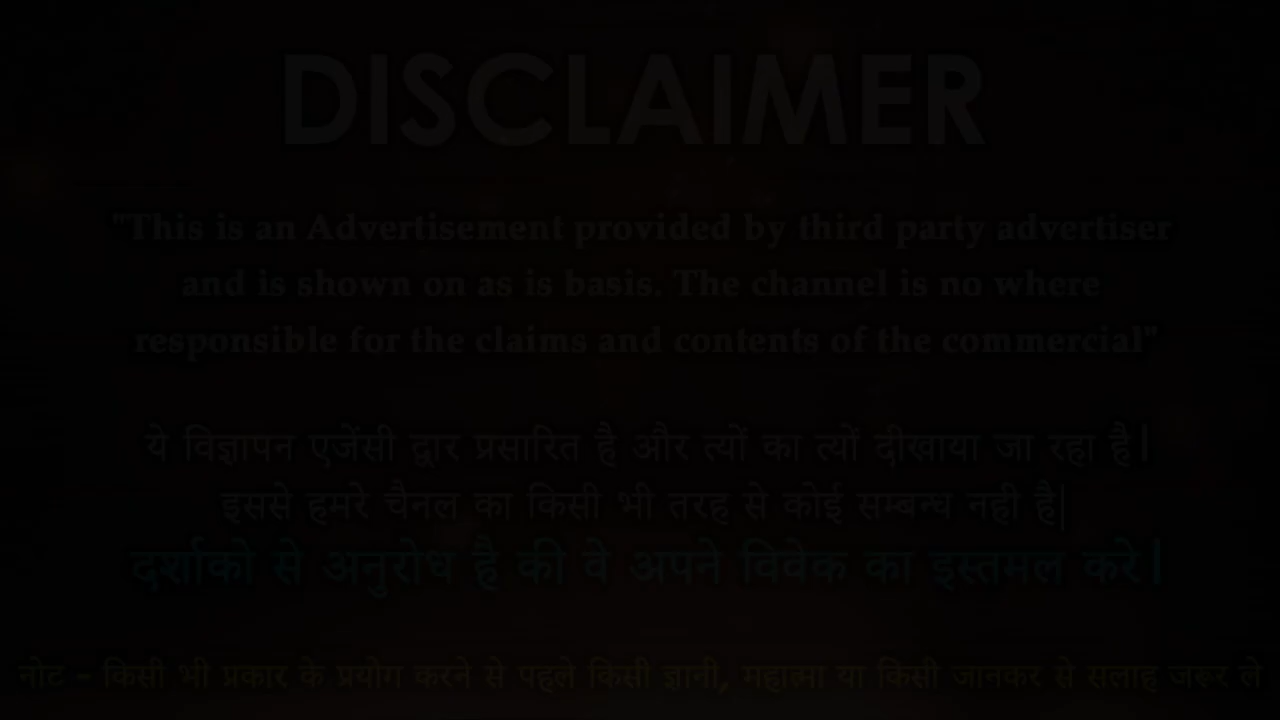 DISCLAIMER
"This is an Advertisement provided by third party advertiser
and is shown on as is basis. The channel is no where
responsible for the claims and contents of the commercial"
ये विज्ञापन एजेंसी द्वार प्रसारित है और त्यों का त्यों दीखाया जा रहा है।
इससे हमरे चैनल का किसी भी तरह से कोई सम्बन्ध नही है|
दर्शाको से अनुरोध है की वे अपने विवेक का इस्तमल करे।
नोट - किसी भी प्रकार के प्रयोग करने से पहले किसी ज्ञानी, महात्मा या किसी जानकर से सलाह जरूर ले